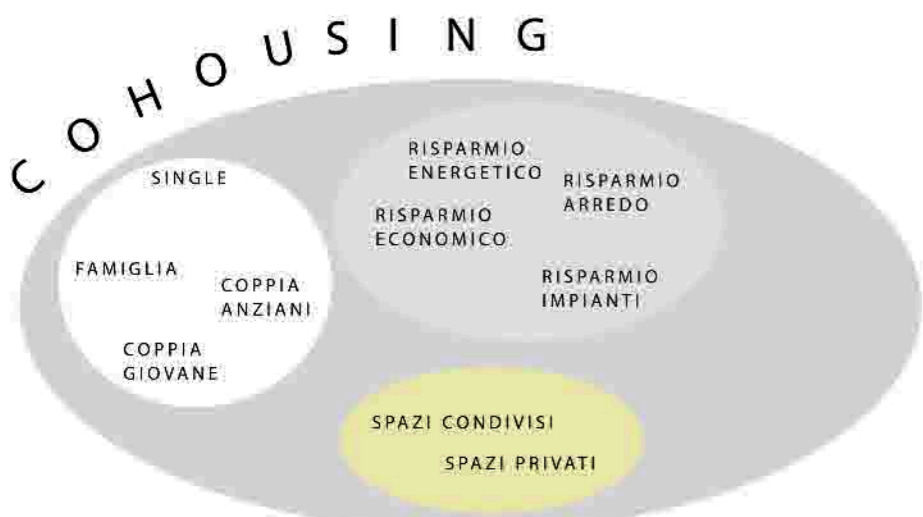 COHOUSING
SINGLE
FAMIGLIA
COPPIA
ANZIANI
COPPIA
GIOVANE
RISPARMIO
ENERGETICO
RISPARMIO
ARREDO
RISPARMIO
ECONOMICO
RISPARMIO
IMPIANTI
SPAZI CONDIVISI
SPAZI PRIVATI